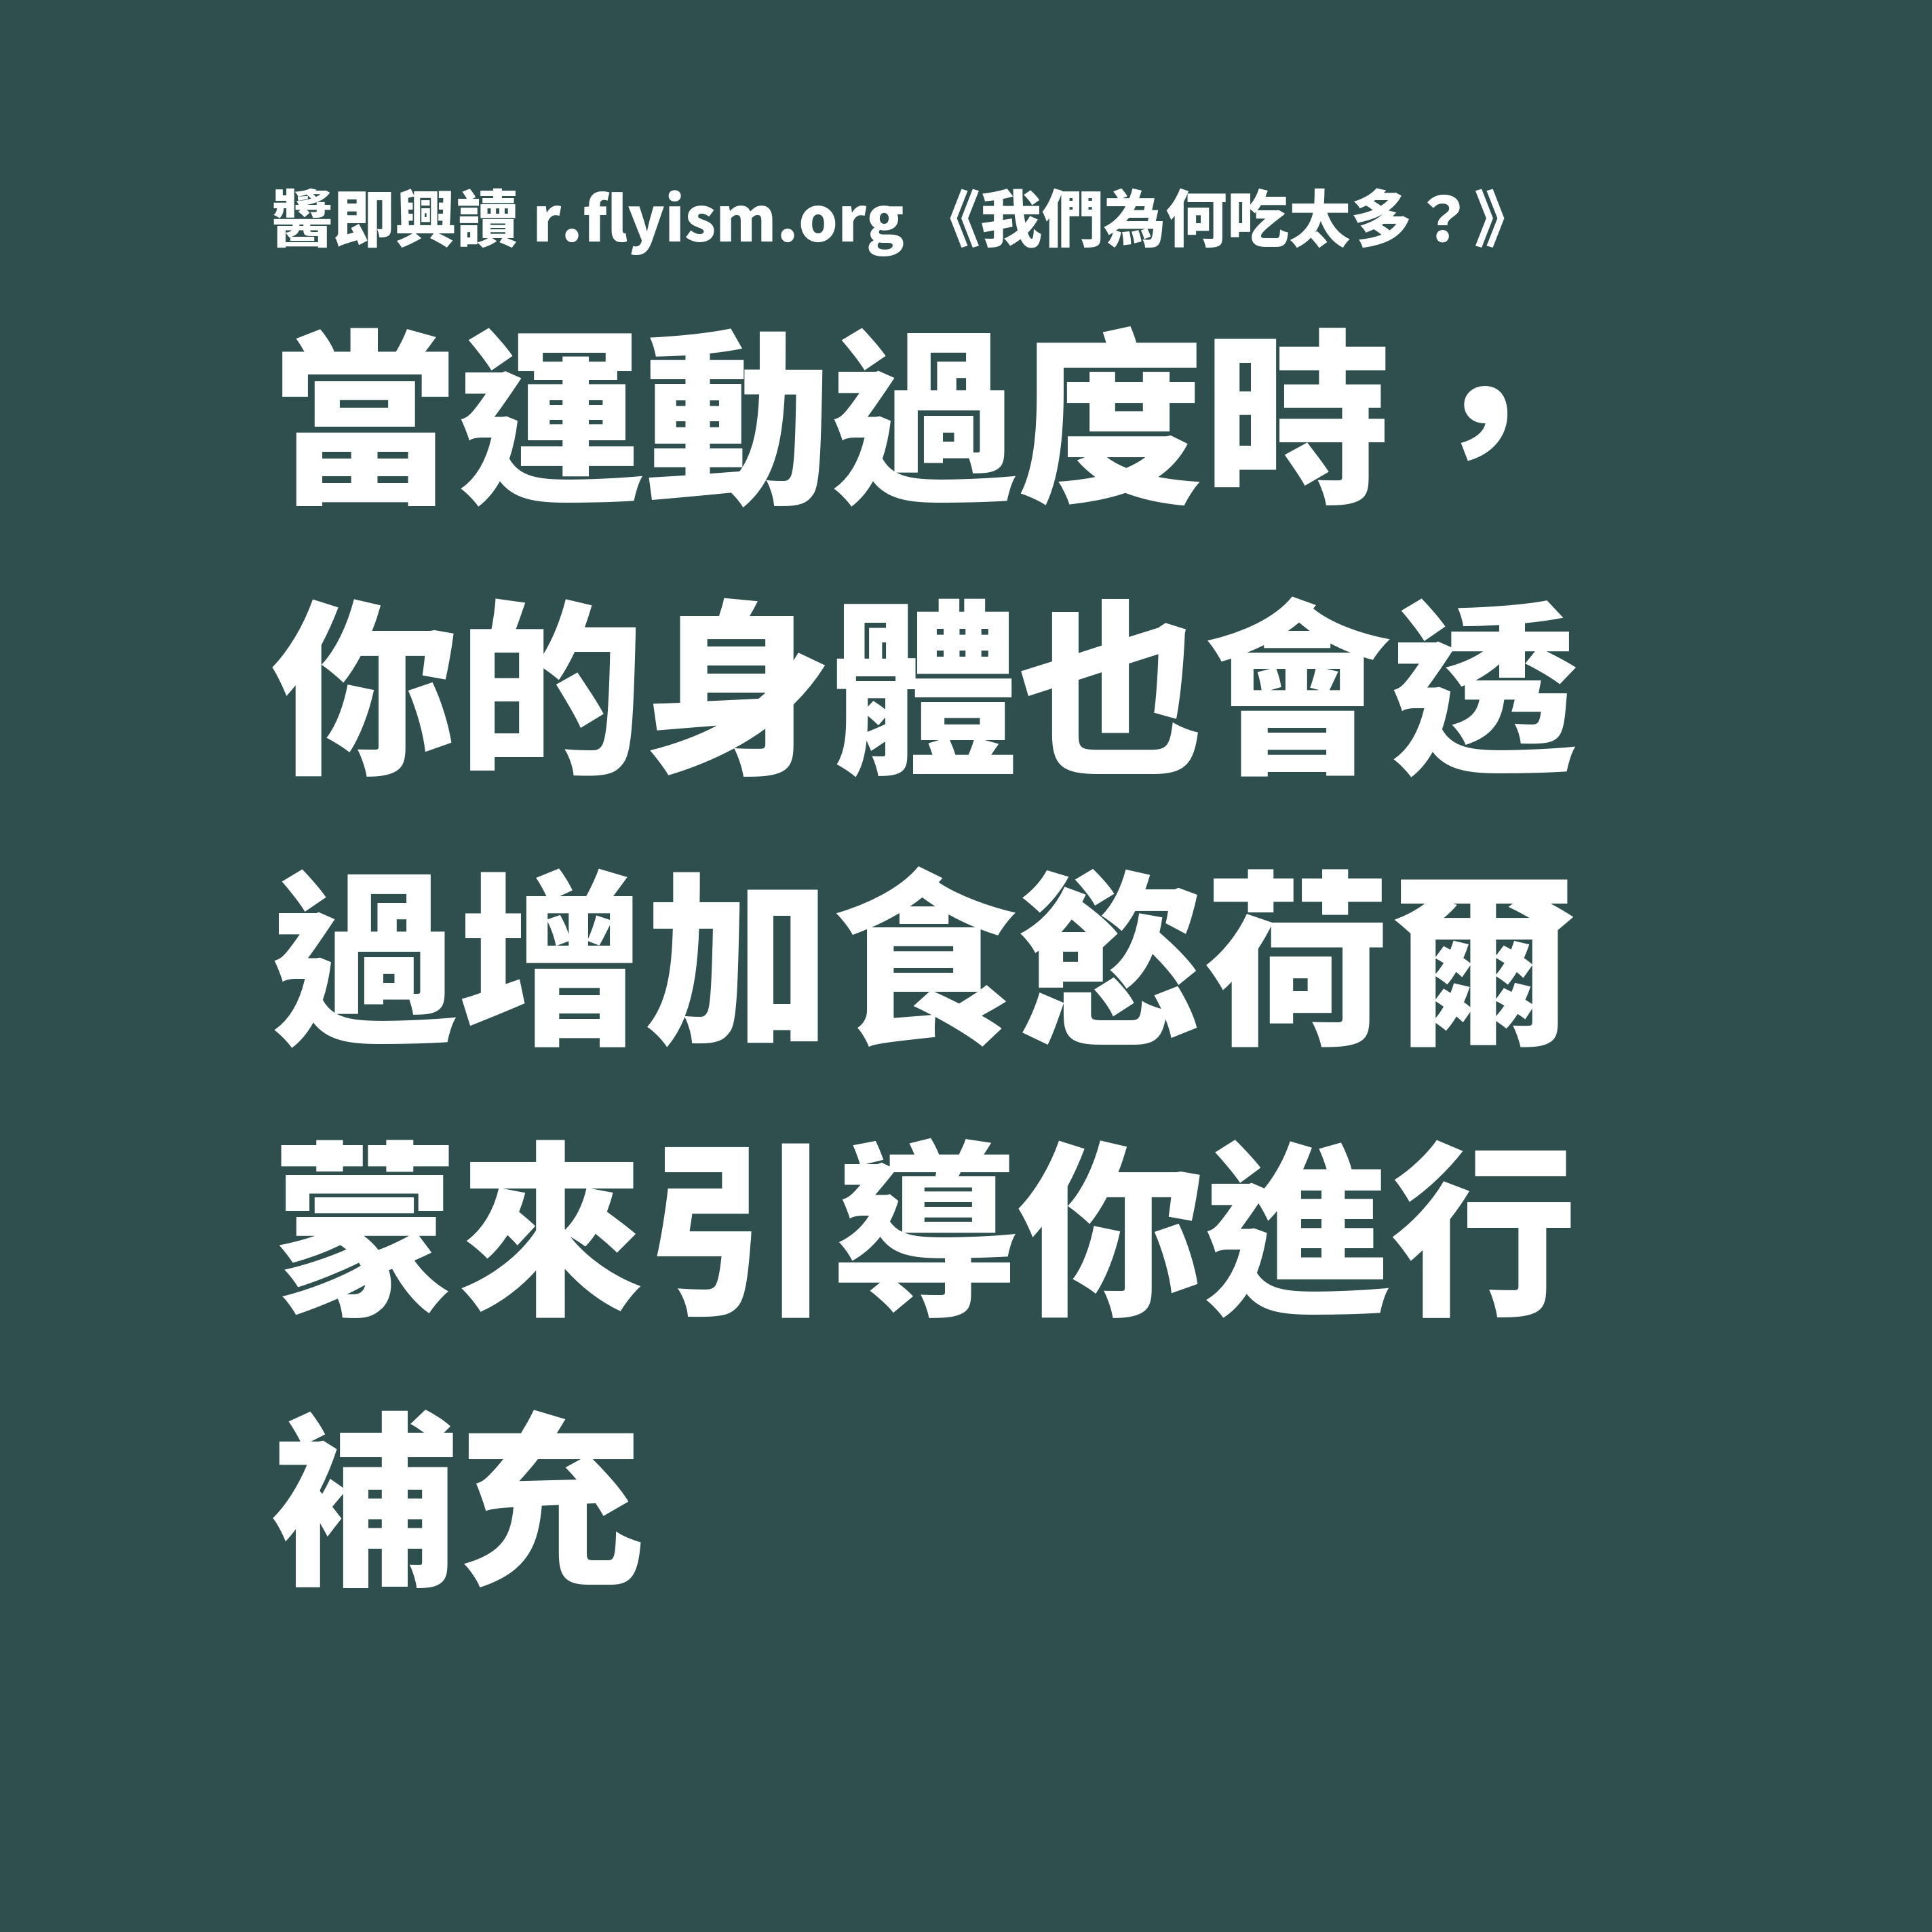 獎即閱讀 r.flyism.org 《我們為何吃太多?》
當運動過度時，
你的身體也會透
過增加食慾荷爾
蒙來引導你進行
補充